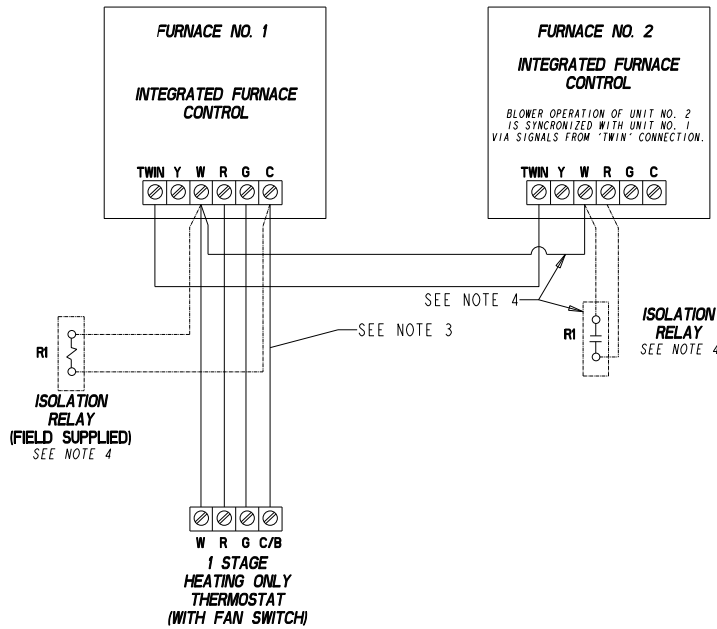 FURNACE NO. 1
INTEGRATED FURNACE
CONTROL
TWIN Y W R G C
FURNACE NO. 2
INTEGRATED FURNACE
CONTROL
BLOWER OPERATION OF UNIT NO. 2
IS SYNCRONIZED WITH UNIT NO. 1
VIA SIGNALS FROM 'TWIN' CONNECTION.
TWIN Y W R G C
SEE NOTE 4
SEE NOTE 3
R1
ISOLATION
RELAY
(FIELD SUPPLIED)
SEE NOTE 4
R1
ISOLATION
RELAY
SEE NOTE 4
W R G C/B
1 STAGE
HEATING ONLY
THERMOSTAT
(WITH FAN SWITCH)